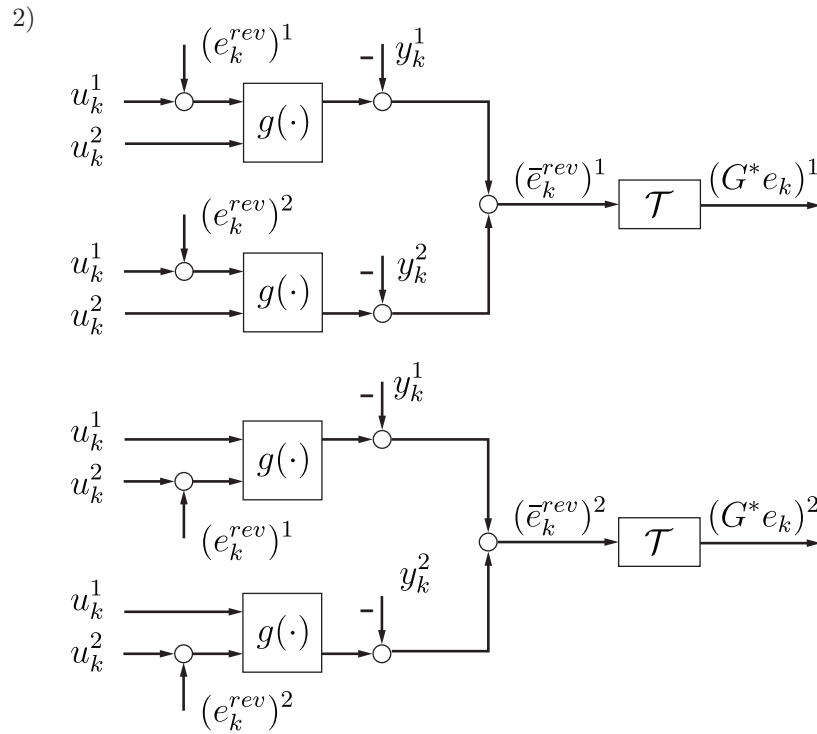 2)
(e_k^{rev})^1
− y_k^1
u_k^1
g(·)
u_k^2
(ē_k^{rev})^1
𝒯
(G^* e_k)^1
(e_k^{rev})^2
− y_k^2
u_k^1
g(·)
u_k^2
− y_k^1
u_k^1
g(·)
u_k^2
(e_k^{rev})^1
(ē_k^{rev})^2
𝒯
(G^* e_k)^2
− y_k^2
u_k^1
g(·)
u_k^2
(e_k^{rev})^2